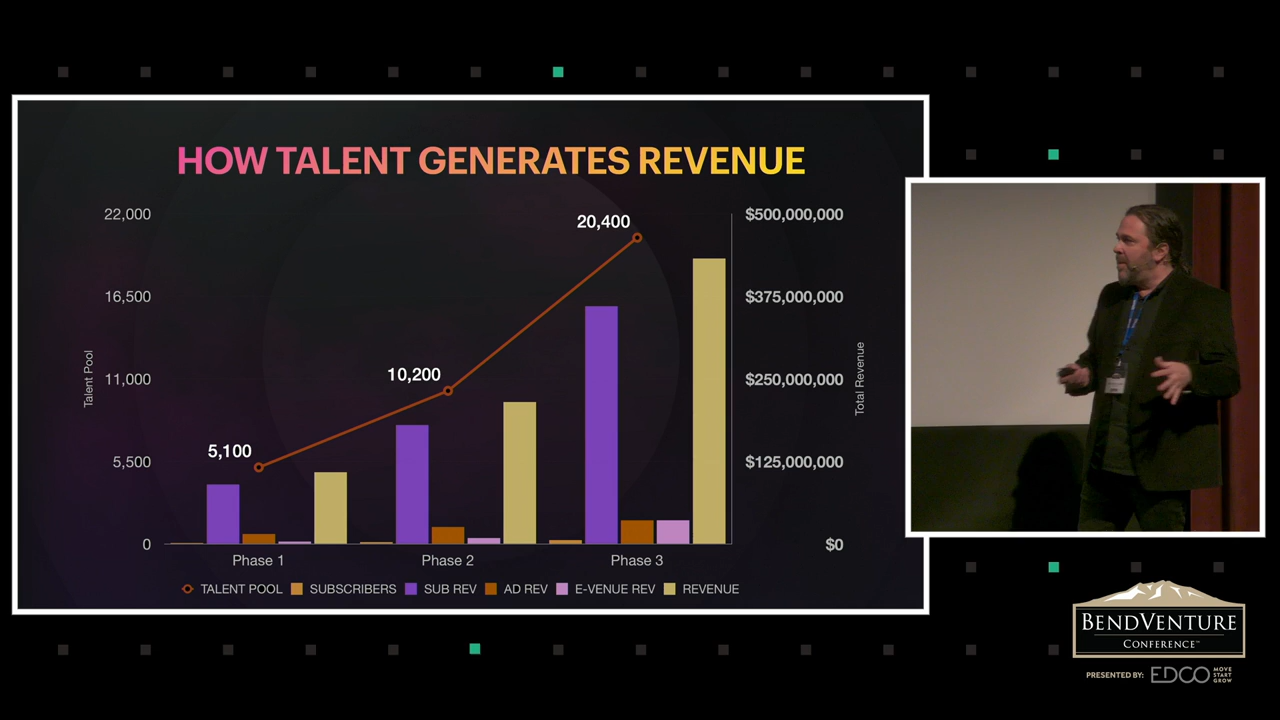 HOW TALENT GENERATES REVENUE
22,000
$500,000,000
20,400
16,500
$375,000,000
10,200
11,000
$250,000,000
Talent Pool
Total Revenue
5,100
5,500
$125,000,000
0
$0
Phase 1
Phase 2
Phase 3
TALENT POOL SUBSCRIBERS SUB REV AD REV E-VENUE REV REVENUE
BENDVENTURE
CONFERENCE™
PRESENTED BY: EDCO MOVE
START
GROW